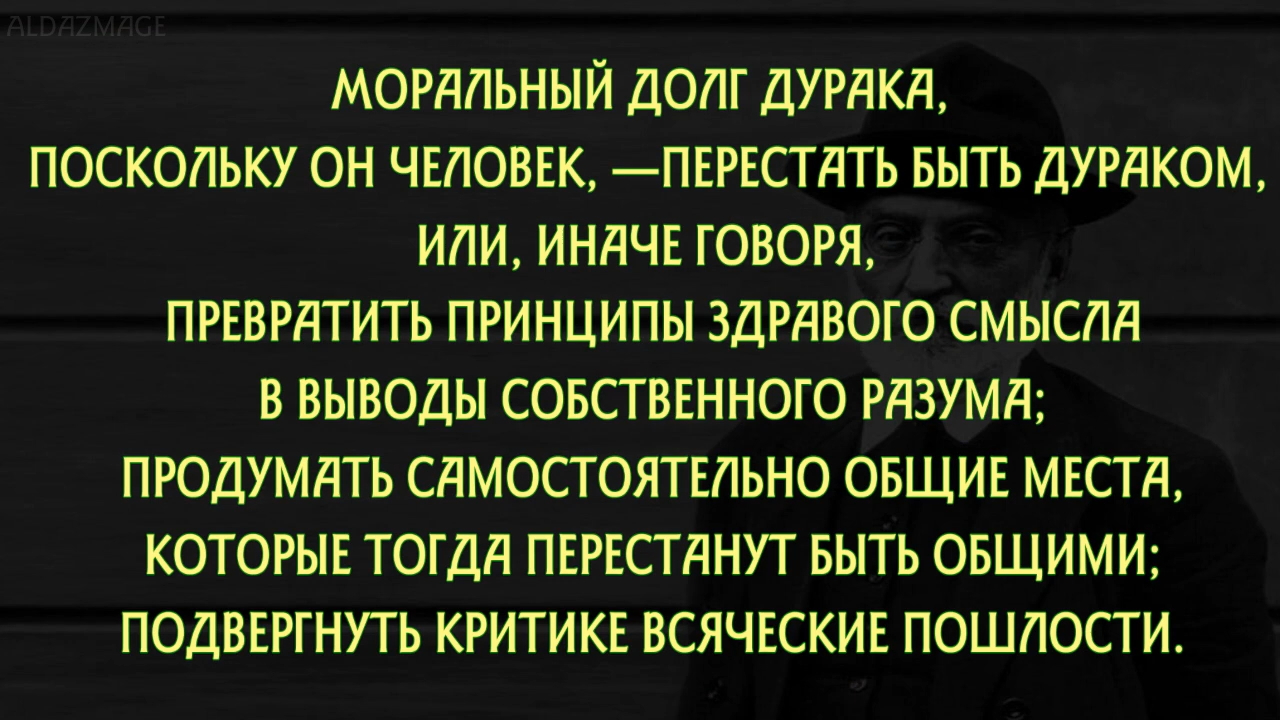 ALDAZMAGE
МОРАЛЬНЫЙ ДОЛГ ДУРАКА,
ПОСКОЛЬКУ ОН ЧЕЛОВЕК, —ПЕРЕСТАТЬ БЫТЬ ДУРАКОМ,
ИЛИ, ИНАЧЕ ГОВОРЯ,
ПРЕВРАТИТЬ ПРИНЦИПЫ ЗДРАВОГО СМЫСЛА
В ВЫВОДЫ СОБСТВЕННОГО РАЗУМА;
ПРОДУМАТЬ САМОСТОЯТЕЛЬНО ОБЩИЕ МЕСТА,
КОТОРЫЕ ТОГДА ПЕРЕСТАНУТ БЫТЬ ОБЩИМИ;
ПОДВЕРГНУТЬ КРИТИКЕ ВСЯЧЕСКИЕ ПОШЛОСТИ.